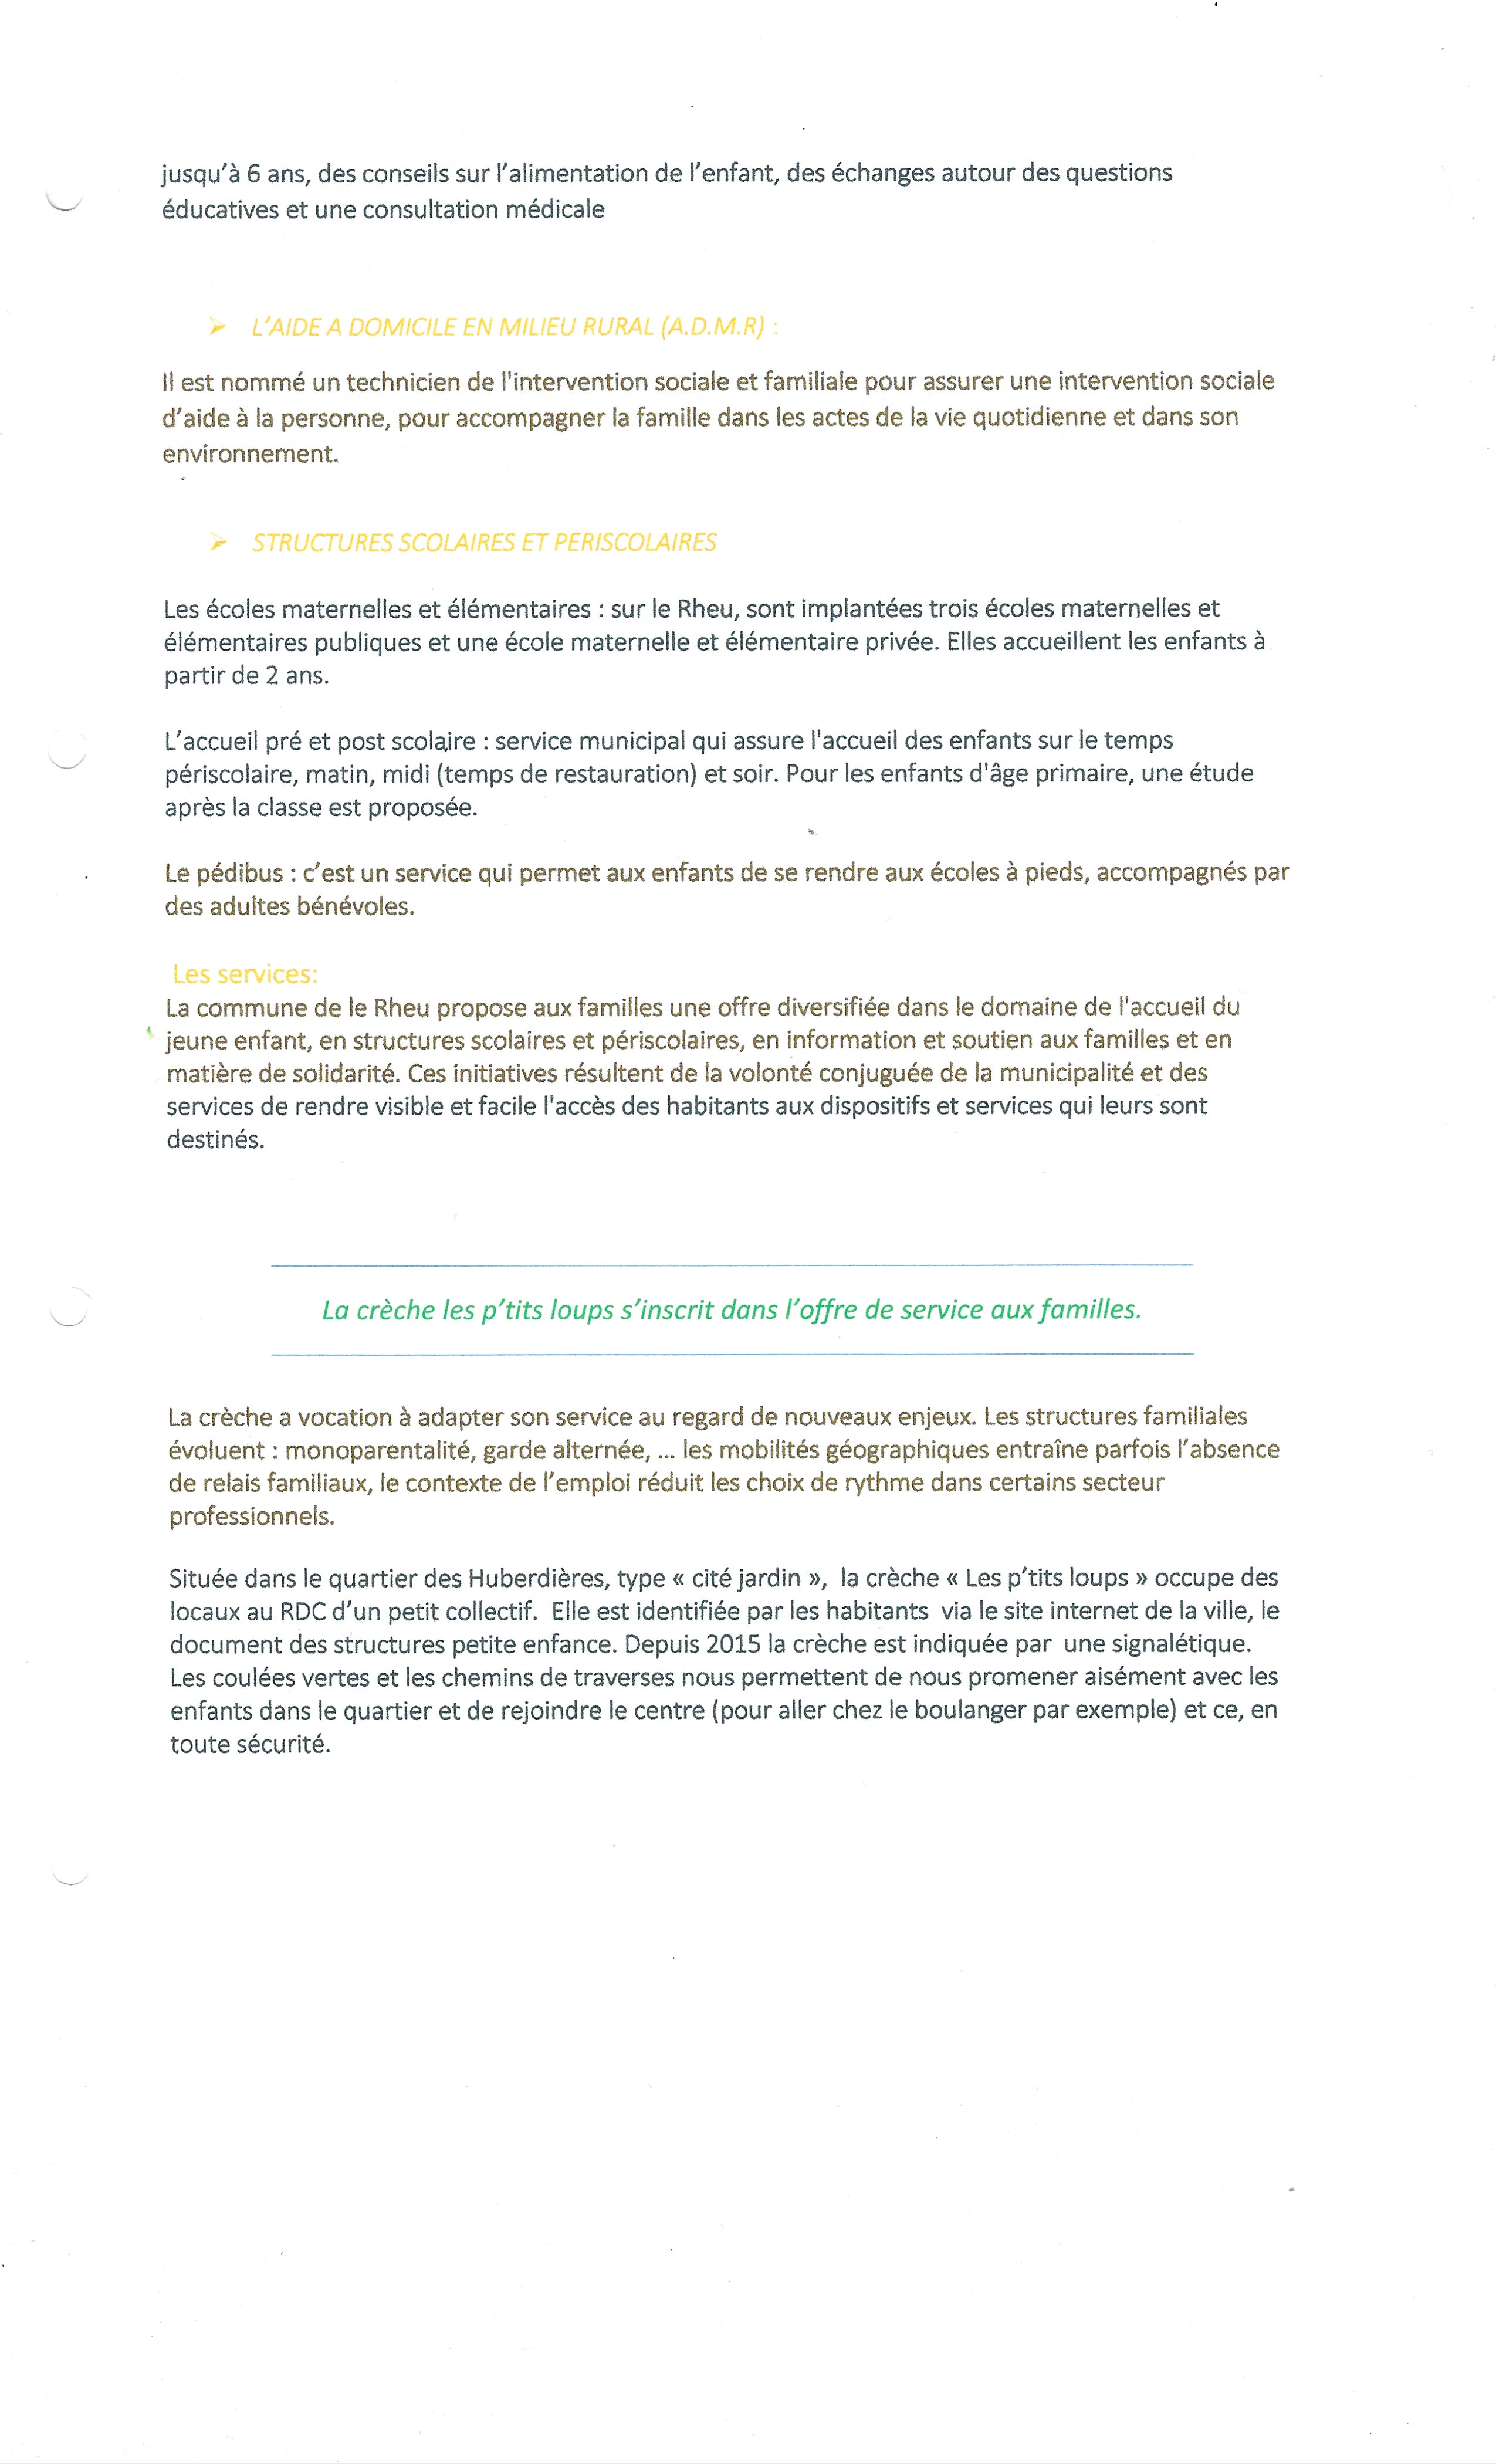 jusqu'à 6 ans, des conseils sur l'alimentation de l'enfant, des échanges autour des questions
éducatives et une consultation médicale
➢ L'AIDE A DOMICILE EN MILIEU RURAL (A.D.M.R) :
Il est nommé un technicien de l'intervention sociale et familiale pour assurer une intervention sociale
d'aide à la personne, pour accompagner la famille dans les actes de la vie quotidienne et dans son
environnement.
➢ STRUCTURES SCOLAIRES ET PERISCOLAIRES
Les écoles maternelles et élémentaires : sur le Rheu, sont implantées trois écoles maternelles et
élémentaires publiques et une école maternelle et élémentaire privée. Elles accueillent les enfants à
partir de 2 ans.
L'accueil pré et post scolaire : service municipal qui assure l'accueil des enfants sur le temps
périscolaire, matin, midi (temps de restauration) et soir. Pour les enfants d'âge primaire, une étude
après la classe est proposée.
Le pédibus : c'est un service qui permet aux enfants de se rendre aux écoles à pieds, accompagnés par
des adultes bénévoles.
Les services:
La commune de le Rheu propose aux familles une offre diversifiée dans le domaine de l'accueil du
jeune enfant, en structures scolaires et périscolaires, en information et soutien aux familles et en
matière de solidarité. Ces initiatives résultent de la volonté conjuguée de la municipalité et des
services de rendre visible et facile l'accès des habitants aux dispositifs et services qui leurs sont
destinés.
La crèche les p'tits loups s'inscrit dans l'offre de service aux familles.
La crèche a vocation à adapter son service au regard de nouveaux enjeux. Les structures familiales
évoluent : monoparentalité, garde alternée, ... les mobilités géographiques entraîne parfois l'absence
de relais familiaux, le contexte de l'emploi réduit les choix de rythme dans certains secteur
professionnels.
Située dans le quartier des Huberdières, type « cité jardin », la crèche « Les p'tits loups » occupe des
locaux au RDC d'un petit collectif. Elle est identifiée par les habitants via le site internet de la ville, le
document des structures petite enfance. Depuis 2015 la crèche est indiquée par une signalétique.
Les coulées vertes et les chemins de traverses nous permettent de nous promener aisément avec les
enfants dans le quartier et de rejoindre le centre (pour aller chez le boulanger par exemple) et ce, en
toute sécurité.